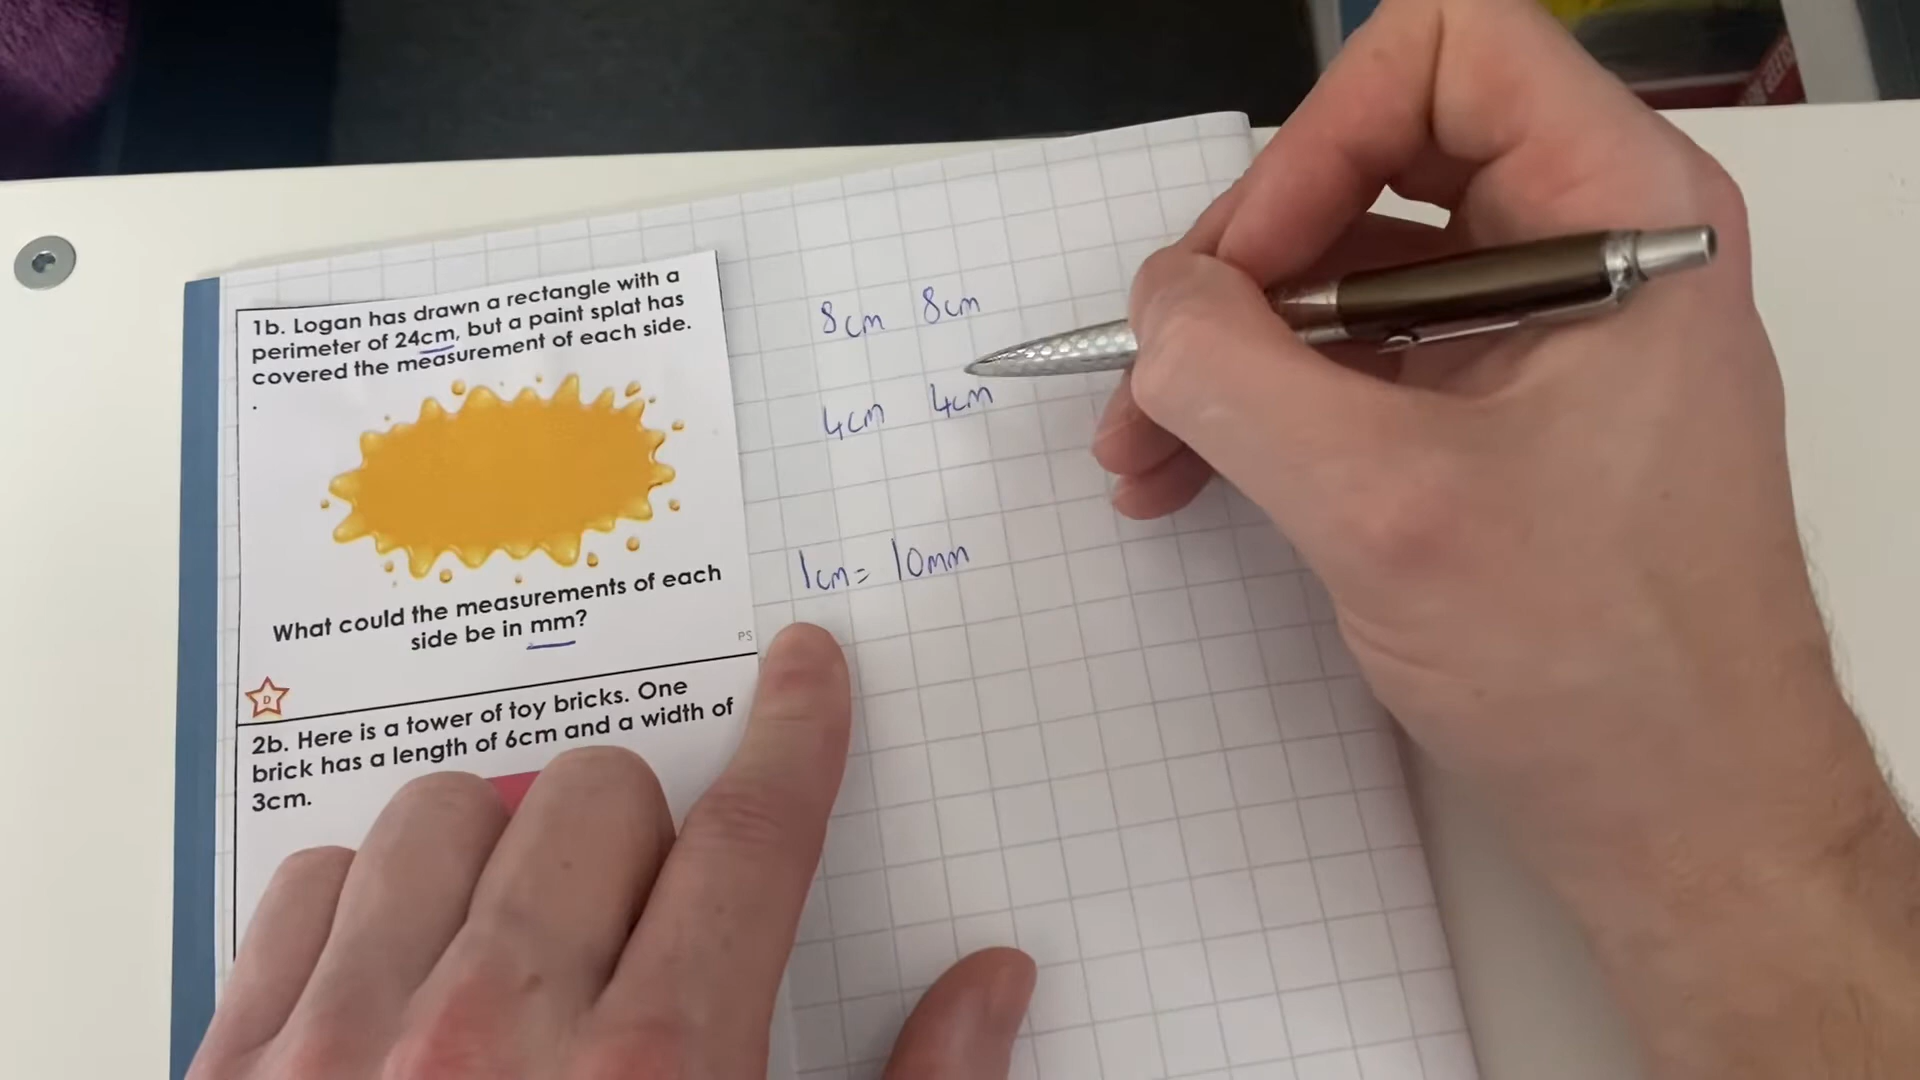 1b. Logan has drawn a rectangle with a
perimeter of 24cm, but a paint splat has
covered the measurement of each side.
.
What could the measurements of each
side be in mm?
PS
D
2b. Here is a tower of toy bricks. One
brick has a length of 6cm and a width of
3cm.
8cm 8cm
4cm 4cm
1cm= 10mm